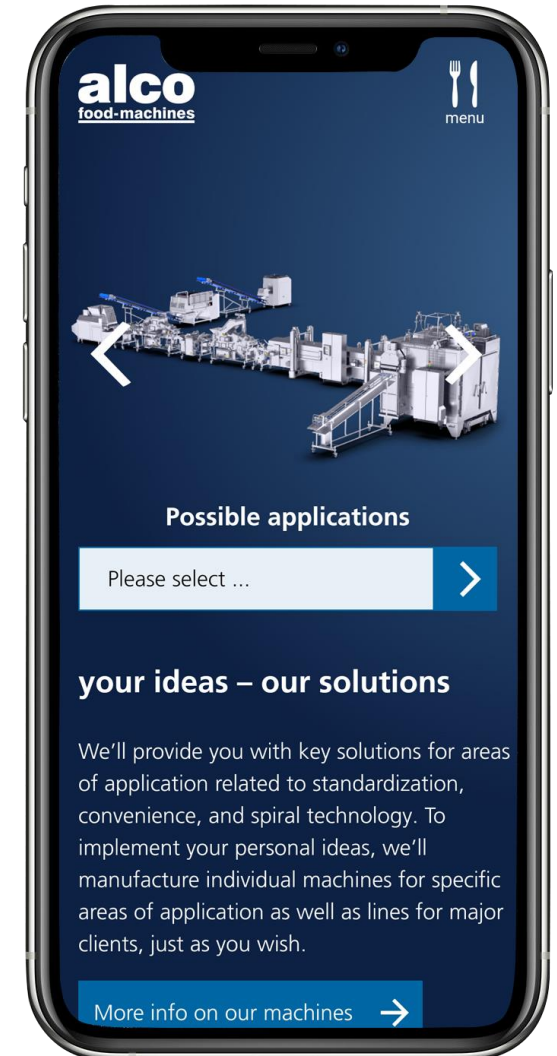 alco
food-machines
menu
Possible applications
Please select ...
your ideas – our solutions
We’ll provide you with key solutions for areas
of application related to standardization,
convenience, and spiral technology. To
implement your personal ideas, we’ll
manufacture individual machines for specific
areas of application as well as lines for major
clients, just as you wish.
More info on our machines